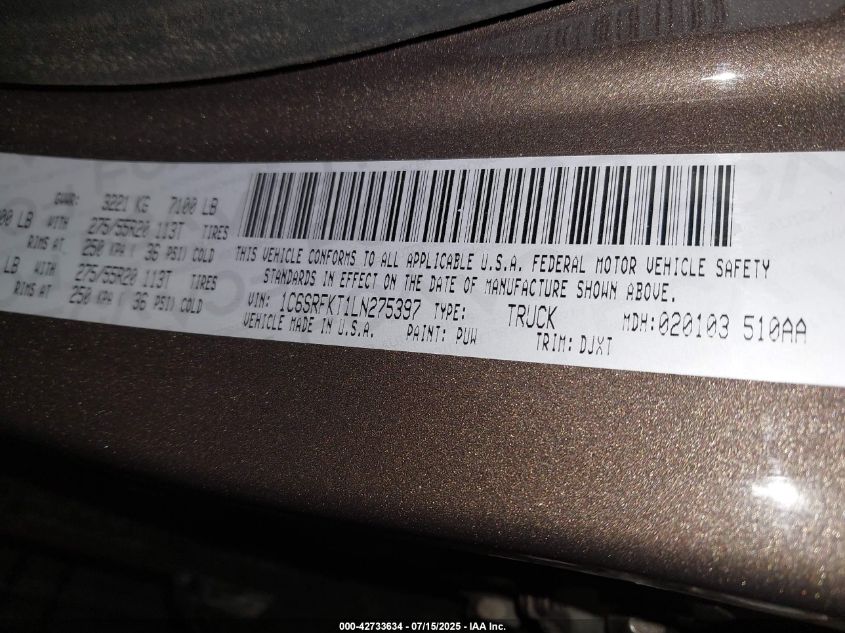 GVWR: 3221 KG 7100 LB
00 LB WITH 275/55R20 113T TIRES
RIMS AT 250 KPA ( 36 PSI) COLD
LB WITH 275/55R20 113T TIRES
RIMS AT 250 KPA ( 36 PSI) COLD
THIS VEHICLE CONFORMS TO ALL APPLICABLE U.S.A. FEDERAL MOTOR VEHICLE SAFETY
STANDARDS IN EFFECT ON THE DATE OF MANUFACTURE SHOWN ABOVE.
VIN: 1C6SRFKT1LN275397 TYPE: TRUCK MDH:020103 510AA
VEHICLE MADE IN U.S.A. PAINT: PUW TRIM: DJXT
000-42733634 - 07/15/2025 - IAA Inc.